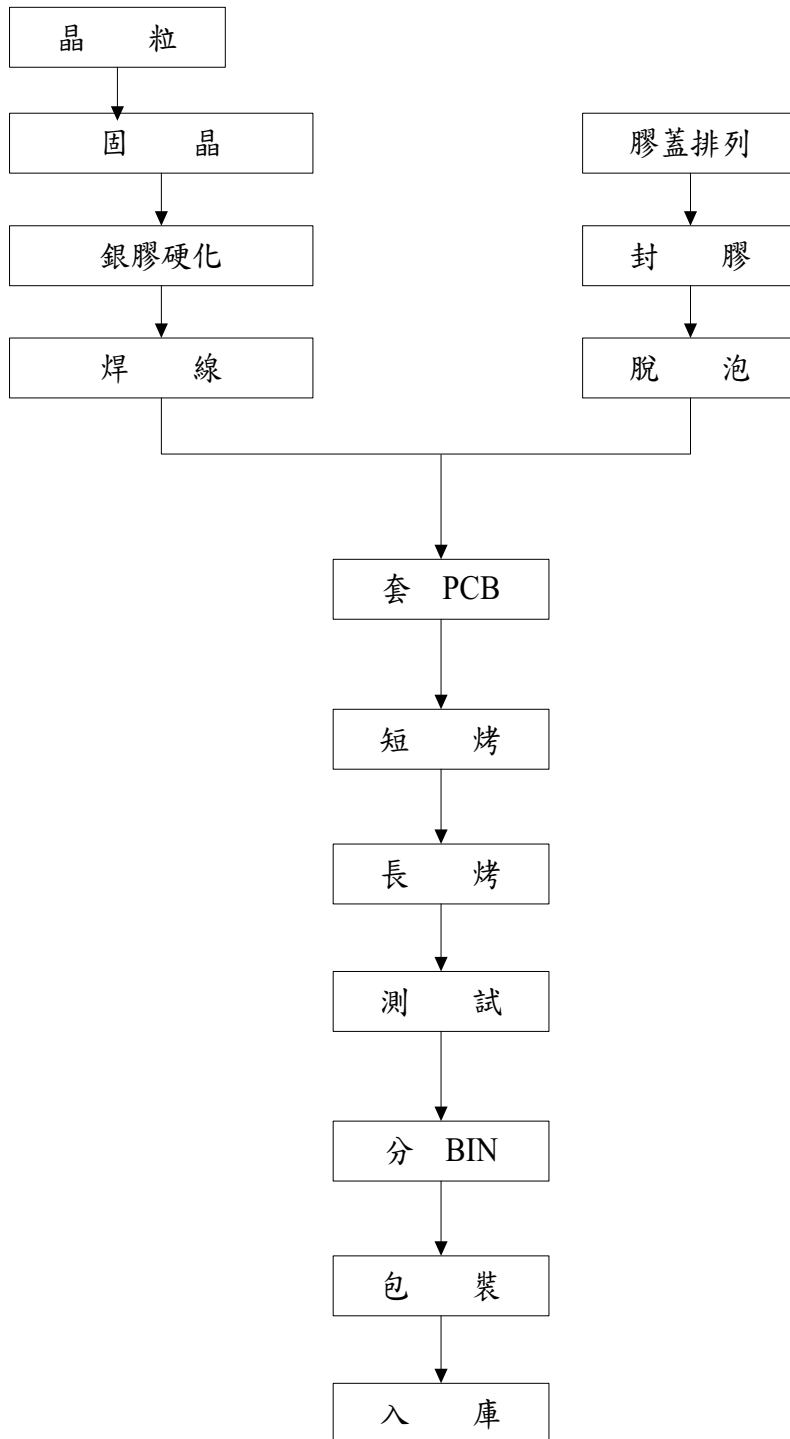 晶 粒
固 晶
銀膠硬化
焊 線
膠蓋排列
封 膠
脫 泡
套 PCB
短 烤
長 烤
測 試
分 BIN
包 裝
入 庫